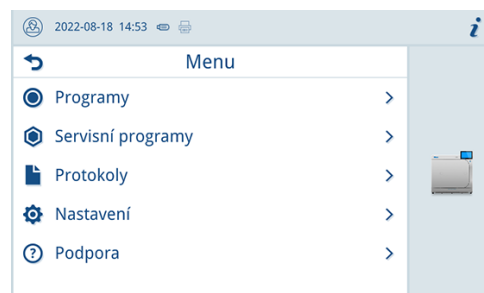 2022-08-18 14:53
i
Menu
Programy
Servisní programy
Protokoly
Nastavení
? Podpora